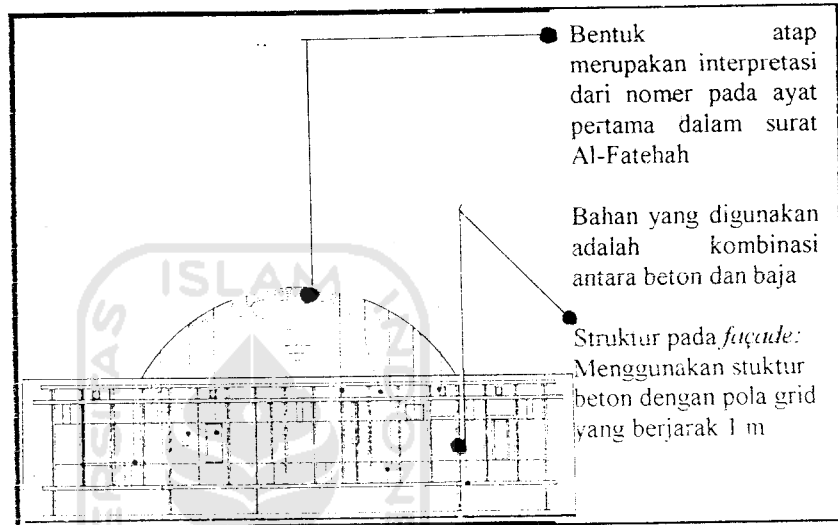 Bentuk atap
merupakan interpretasi
dari nomer pada ayat
pertama dalam surat
Al-Fatehah
Bahan yang digunakan
adalah kombinasi
antara beton dan baja
Struktur pada façade:
Menggunakan stuktur
beton dengan pola grid
yang berjarak 1 m
ISLAM